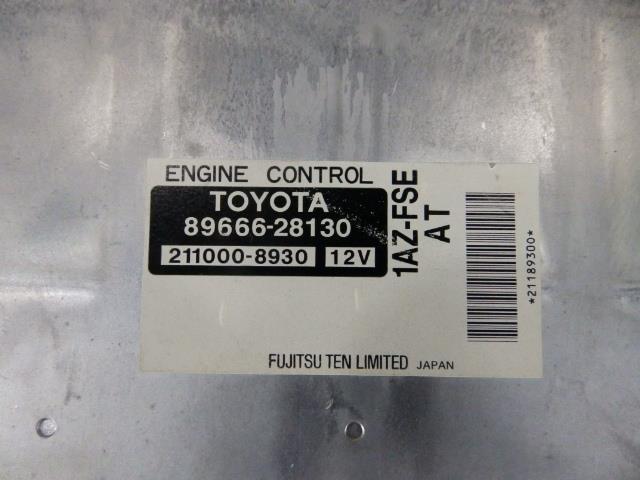 ENGINE CONTROL
TOYOTA
89666-28130
211000-8930 12V
1AZ-FSE
AT
*21189300*
FUJITSU TEN LIMITED JAPAN